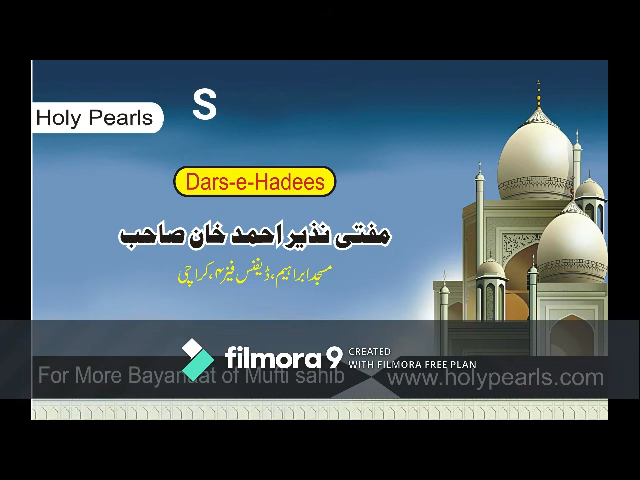 S
Holy Pearls
Dars-e-Hadees
مفتی نذیر احمد خان صاحب
مسجد ابراہیم، ڈیفنس فیز ۴، کراچی
filmora 9 CREATED WITH FILMORA FREE PLAN
For More Bayanaat of Mufti sahib www.holypearls.com